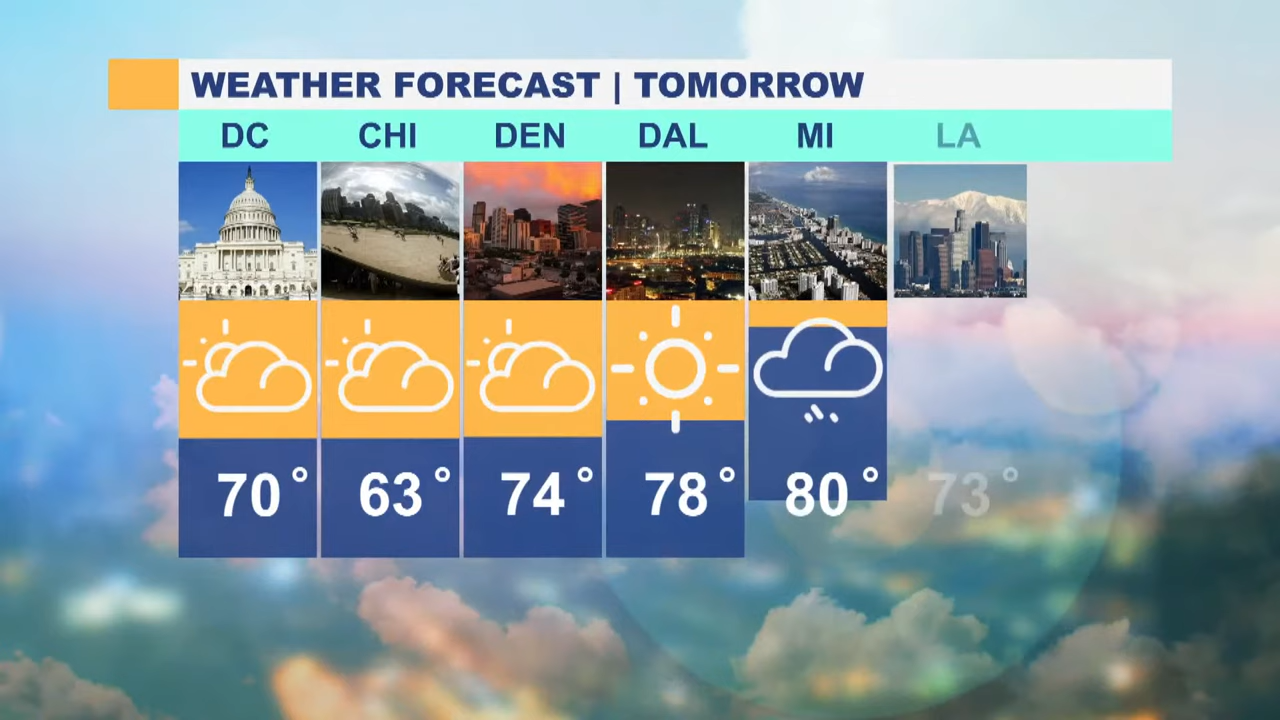 WEATHER FORECAST | TOMORROW
DC CHI DEN DAL MI LA
70° 63° 74° 78° 80° 73°